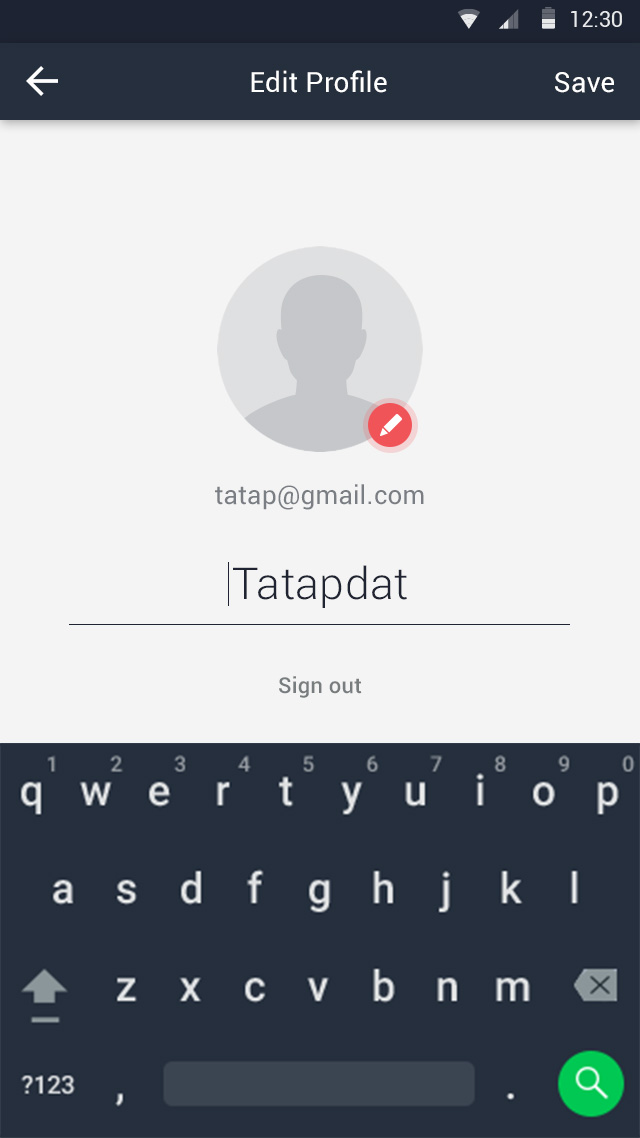 12:30
Edit Profile Save
tatap@gmail.com
Tatapdat
Sign out
1 2 3 4 5 6 7 8 9 0
q w e r t y u i o p
a s d f g h j k l
z x c v b n m
?123 , .